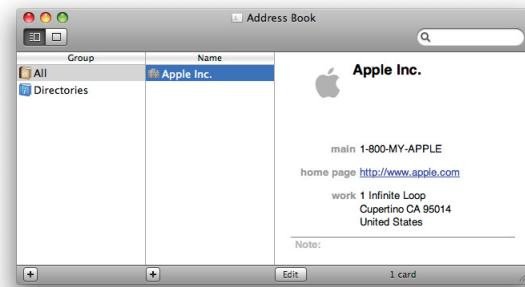 Address Book
Group
Name
All
Directories
Apple Inc.
Apple Inc.
main 1-800-MY-APPLE
home page http://www.apple.com
work 1 Infinite Loop
Cupertino CA 95014
United States
Note:
+
+
Edit
1 card